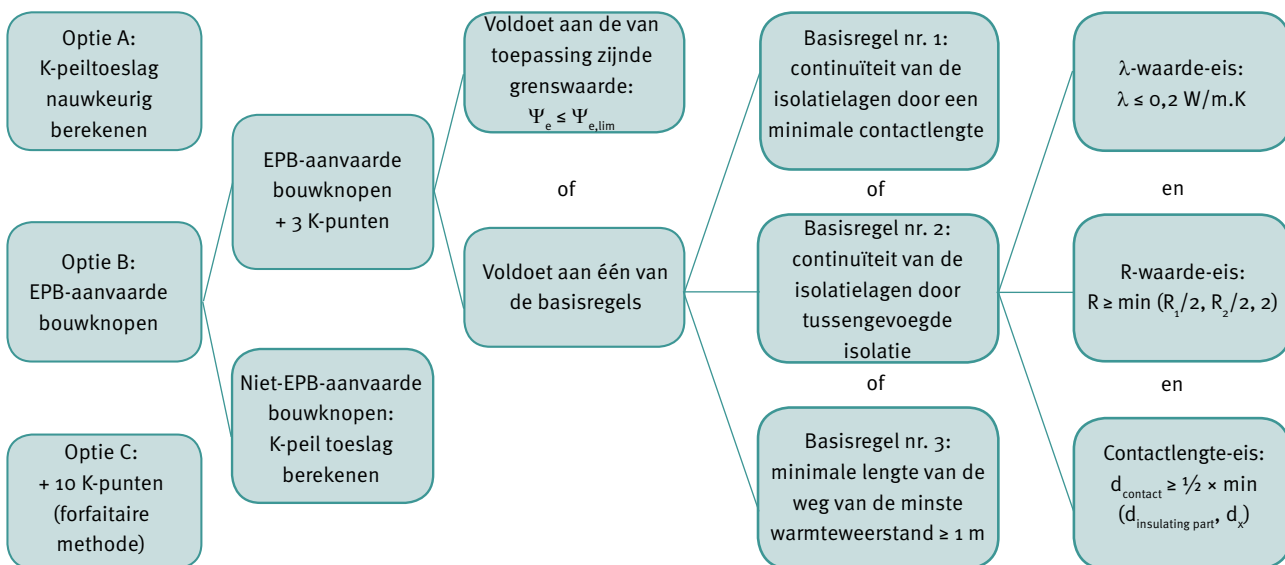 Optie A:
K-peiltoeslag
nauwkeurig
berekenen
Optie B:
EPB-aanvaarde
bouwknopen
Optie C:
+ 10 K-punten
(forfaitaire
methode)
EPB-aanvaarde
bouwknopen
+ 3 K-punten
Niet-EPB-aanvaarde
bouwknopen:
K-peil toeslag
berekenen
Voldoet aan de van
toepassing zijnde
grenswaarde:
Ψe ≤ Ψe,lim
of
Voldoet aan één van
de basisregels
Basisregel nr. 1:
continuïteit van de
isolatielagen door een
minimale contactlengte
of
Basisregel nr. 2:
continuïteit van de
isolatielagen door
tussengevoegde
isolatie
of
Basisregel nr. 3:
minimale lengte van de
weg van de minste
warmteweerstand ≥ 1 m
λ-waarde-eis:
λ ≤ 0,2 W/m.K
en
R-waarde-eis:
R ≥ min (R1/2, R2/2, 2)
en
Contactlengte-eis:
dcontact ≥ ½ × min
(dinsulating part, dx)